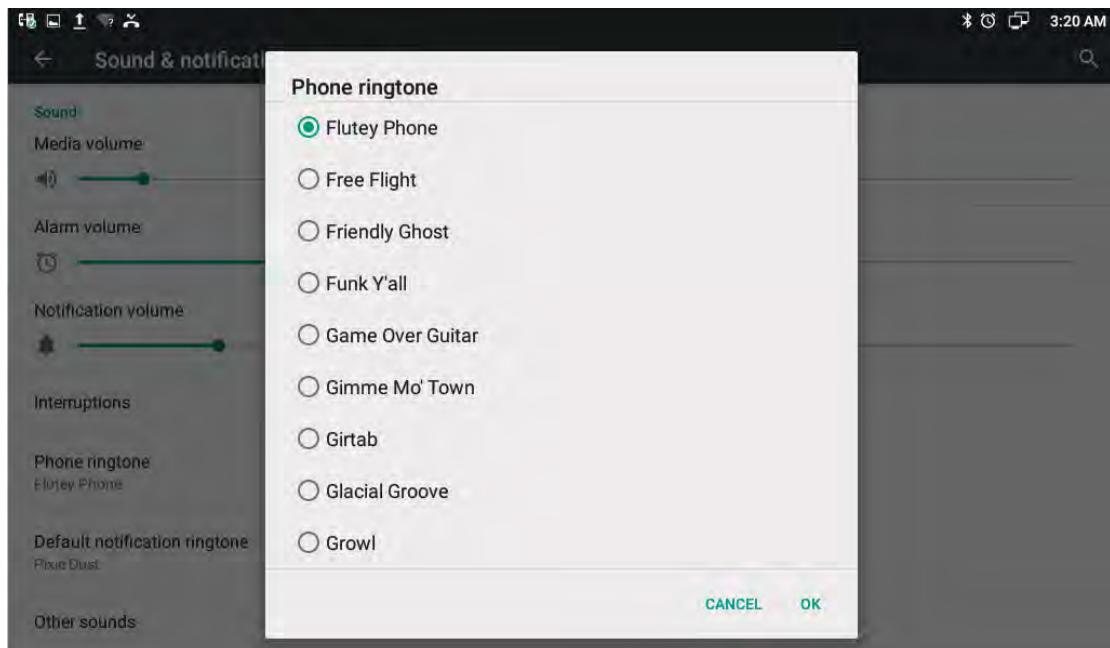 3:20 AM
Sound & notificati
Phone ringtone
Flutey Phone
Free Flight
Friendly Ghost
Funk Y'all
Game Over Guitar
Gimme Mo' Town
Girtab
Glacial Groove
Growl
CANCEL OK
Sound
Media volume
Alarm volume
Notification volume
Interruptions
Phone ringtone
Flutey Phone
Default notification ringtone
Pixie Dust
Other sounds